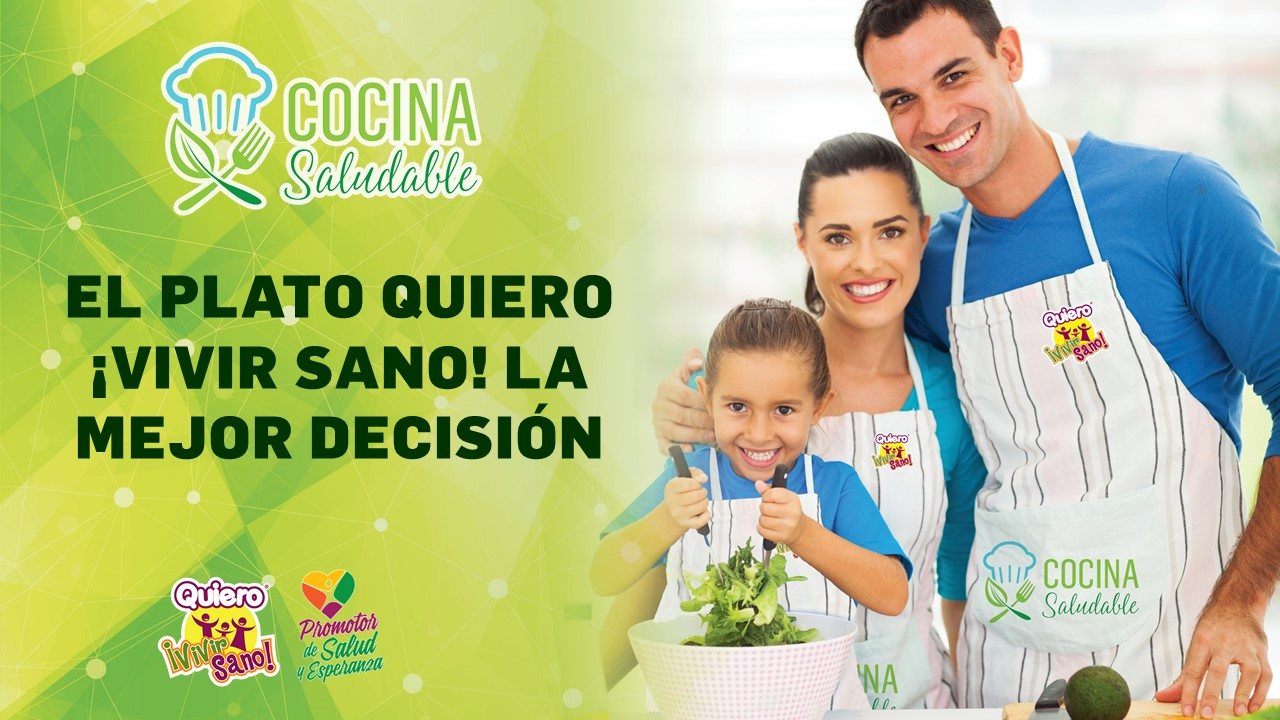 COCINA
Saludable
EL PLATO QUIERO
¡VIVIR SANO! LA
MEJOR DECISIÓN
Quiero
¡Vivir
Sano!
Promotor
de Salud
y Esperanza
Quiero
¡Vivir
Sano!
Quiero
¡Vivir
Sano!
COCINA
Saludable
INA